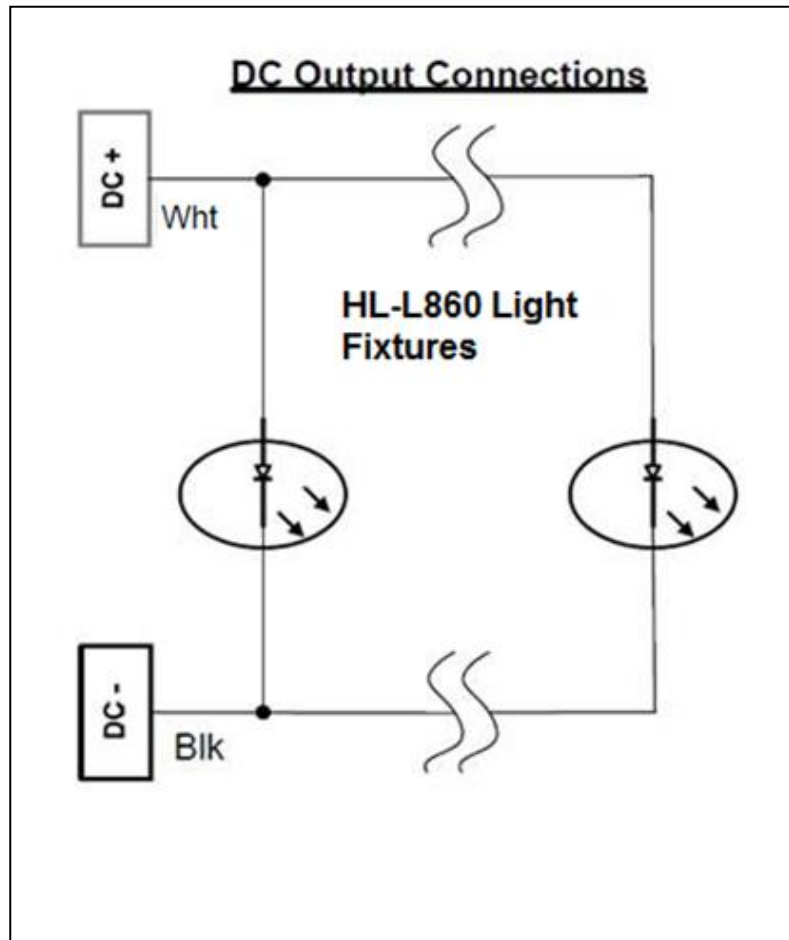 DC Output Connections
DC +
Wht
HL-L860 Light
Fixtures
DC -
Blk